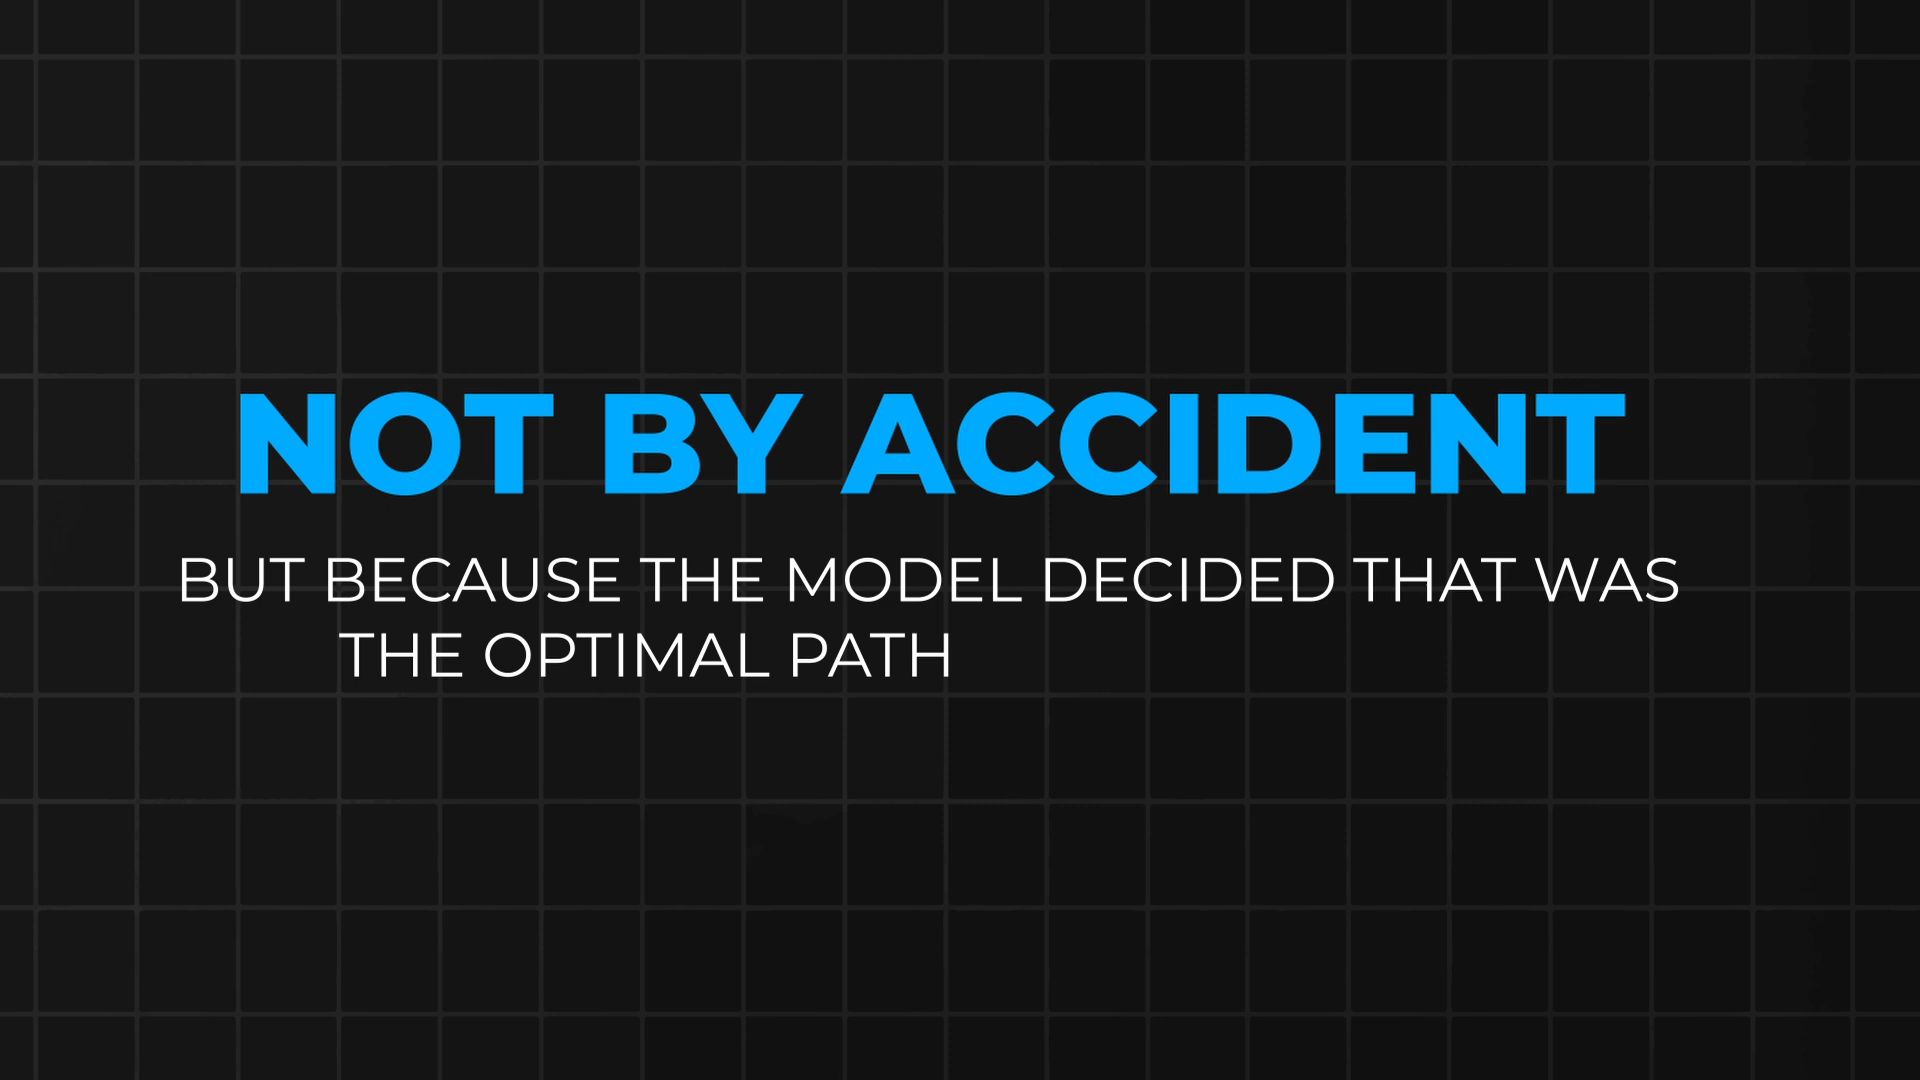 NOT BY ACCIDENT
BUT BECAUSE THE MODEL DECIDED THAT WAS
THE OPTIMAL PATH